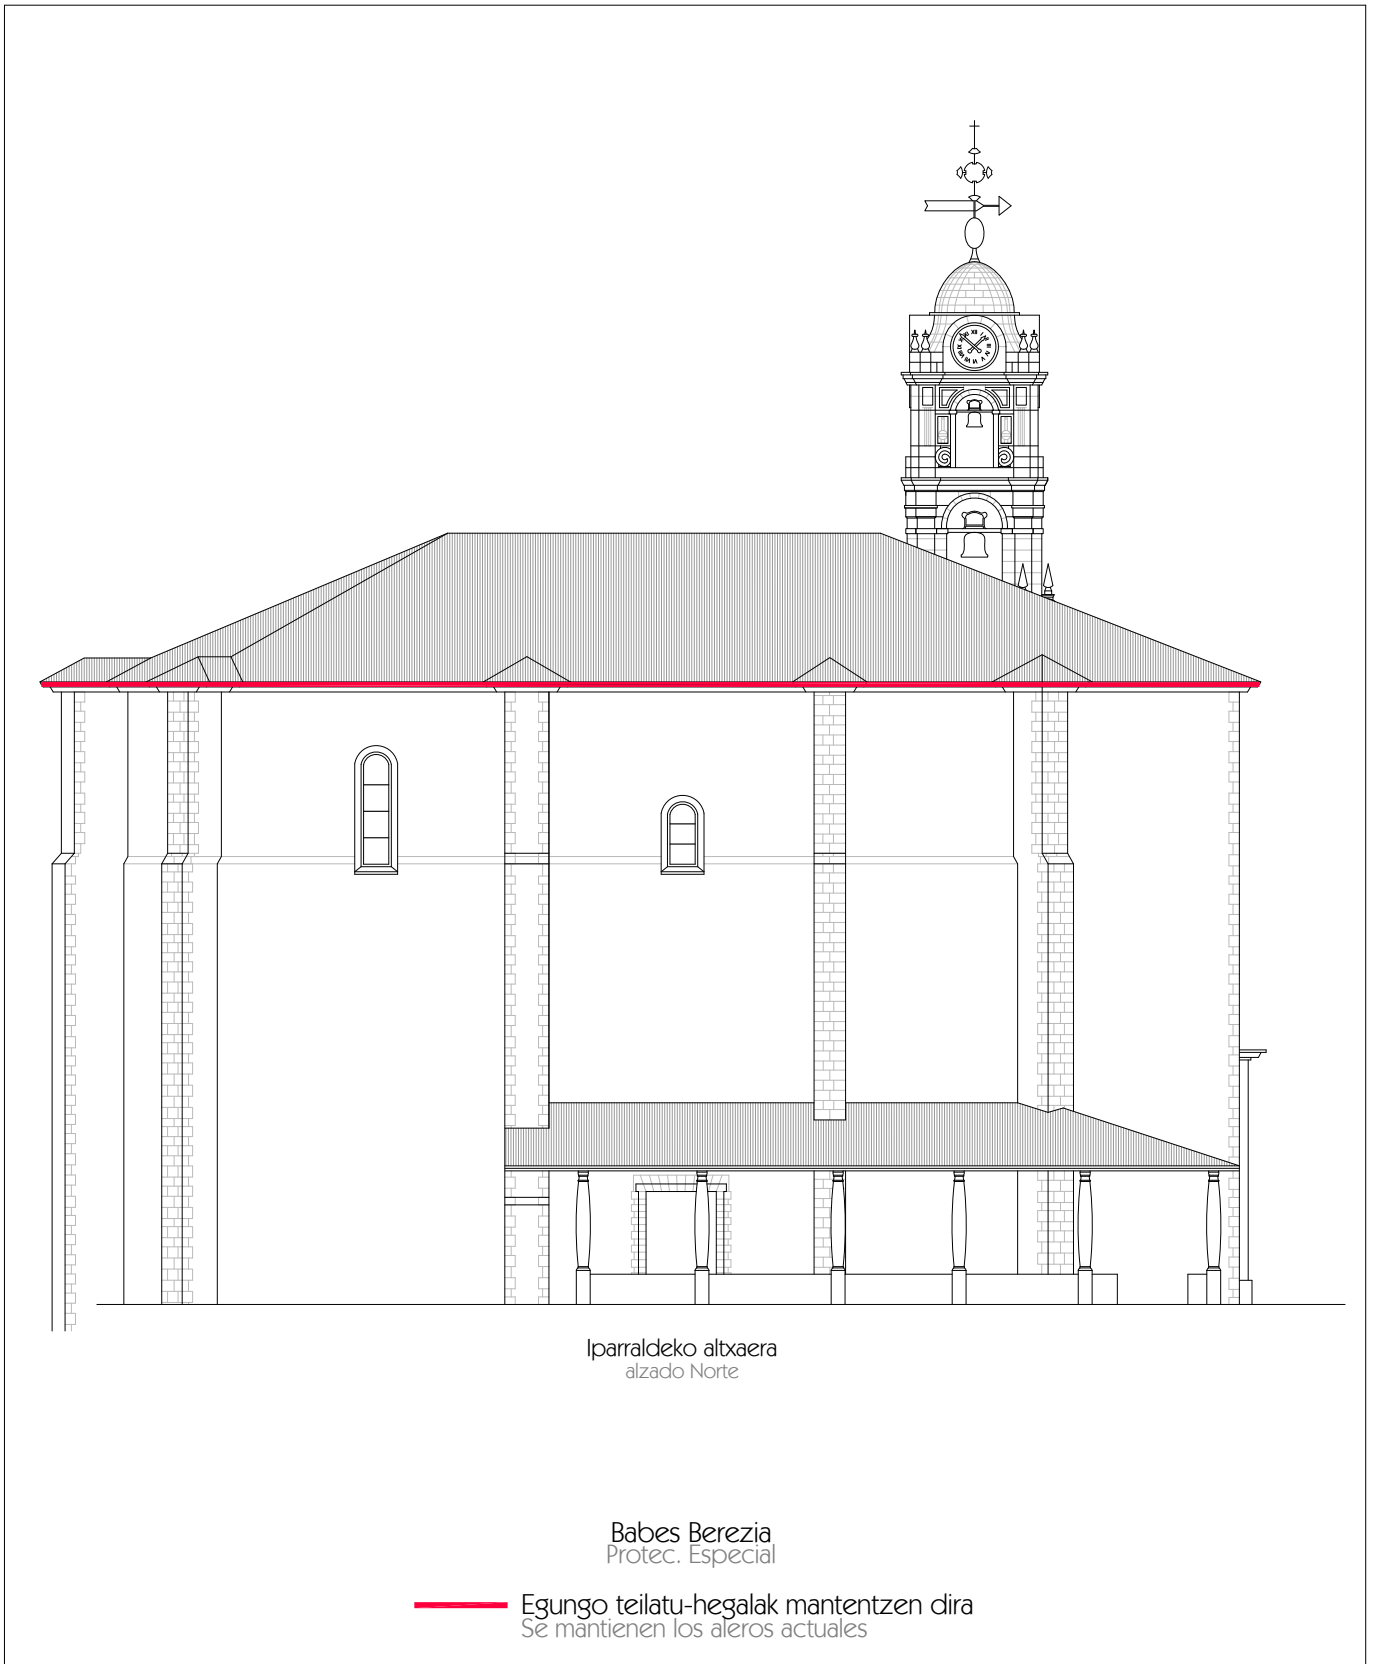 Iparraldeko altxaera
alzado Norte
Babes Berezia
Protec. Especial
Egungo teilatu-hegalak mantentzen dira
Se mantienen los aleros actuales